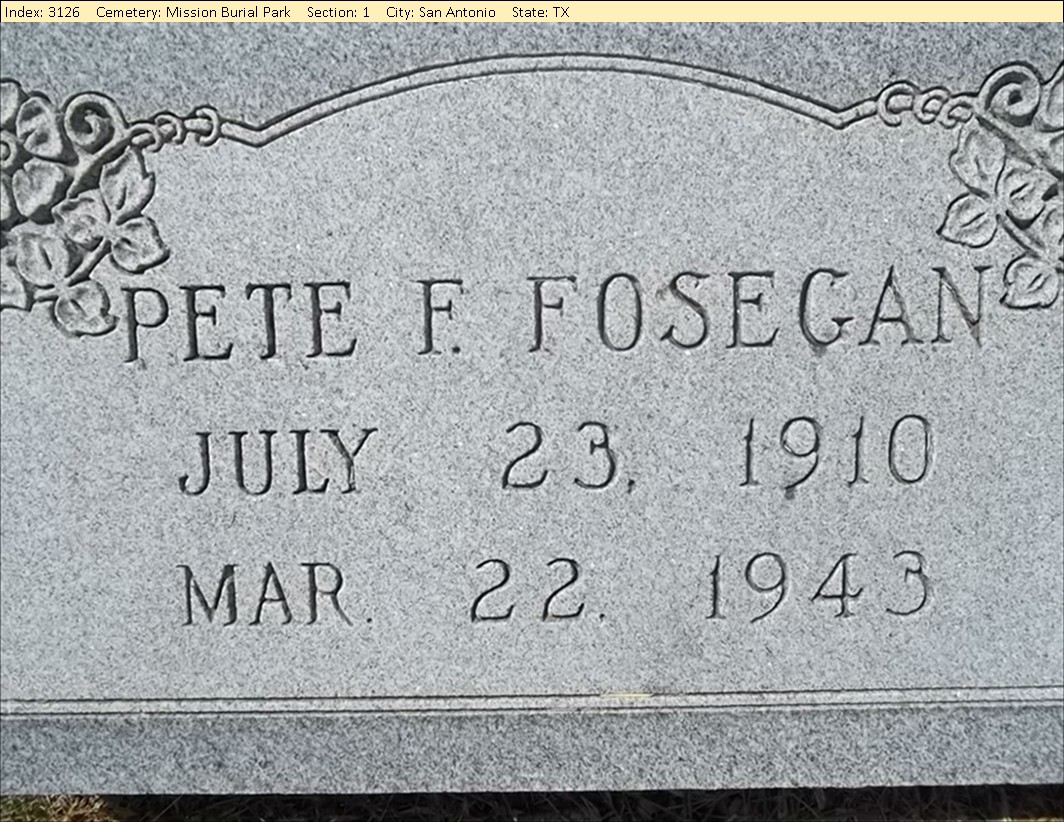 Index: 3126 Cemetery: Mission Burial Park Section: 1 City: San Antonio State: TX
PETE F. FOSEGAN
JULY 23, 1910
MAR. 22, 1943